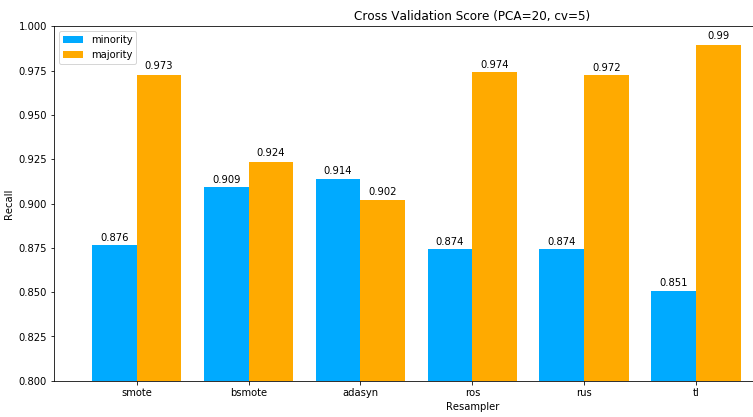 Cross Validation Score (PCA=20, cv=5)
1.000
0.975
0.950
0.925
0.900
0.875
0.850
0.825
0.800
Recall
minority
majority
0.876
0.973
0.909
0.924
0.914
0.902
0.874
0.974
0.874
0.972
0.851
0.99
smote
bsmote
adasyn
ros
rus
tl
Resampler